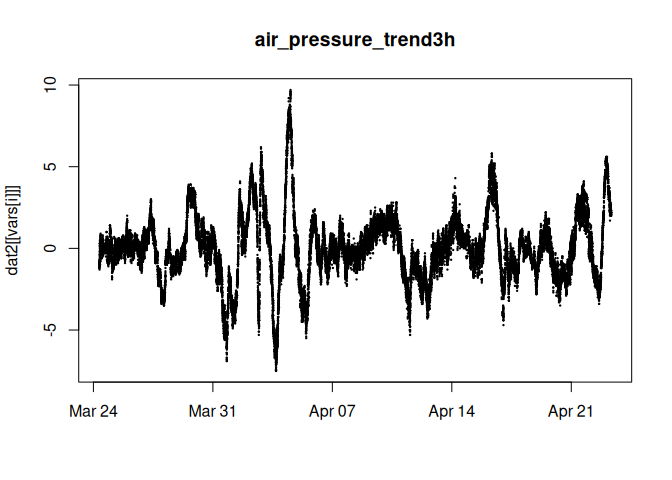 air_pressure_trend3h
dat2[[vars[i]]]
10
5
0
-5
Mar 24
Mar 31
Apr 07
Apr 14
Apr 21